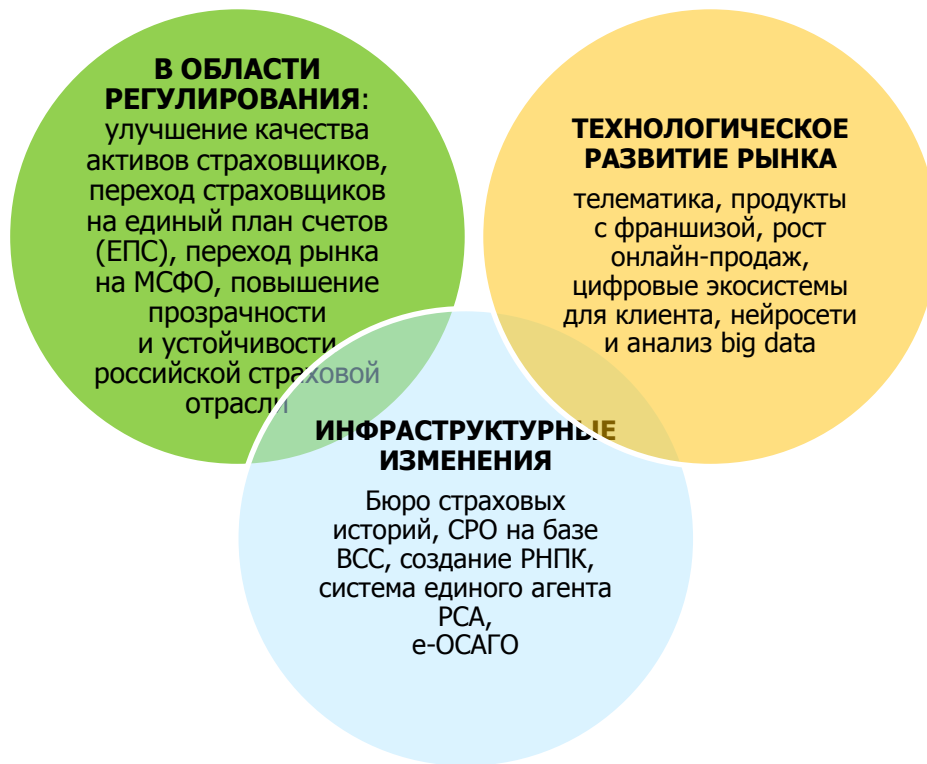 В ОБЛАСТИ
РЕГУЛИРОВАНИЯ:
улучшение качества
активов страховщиков,
переход страховщиков
на единый план счетов
(ЕПС), переход рынка
на МСФО, повышение
прозрачности
и устойчивости
российской страховой
отрасли
ТЕХНОЛОГИЧЕСКОЕ
РАЗВИТИЕ РЫНКА
телематика, продукты
с франшизой, рост
онлайн-продаж,
цифровые экосистемы
для клиента, нейросети
и анализ big data
ИНФРАСТРУКТУРНЫЕ
ИЗМЕНЕНИЯ
Бюро страховых
историй, СРО на базе
ВСС, создание РНПК,
система единого агента
РСА,
е-ОСАГО